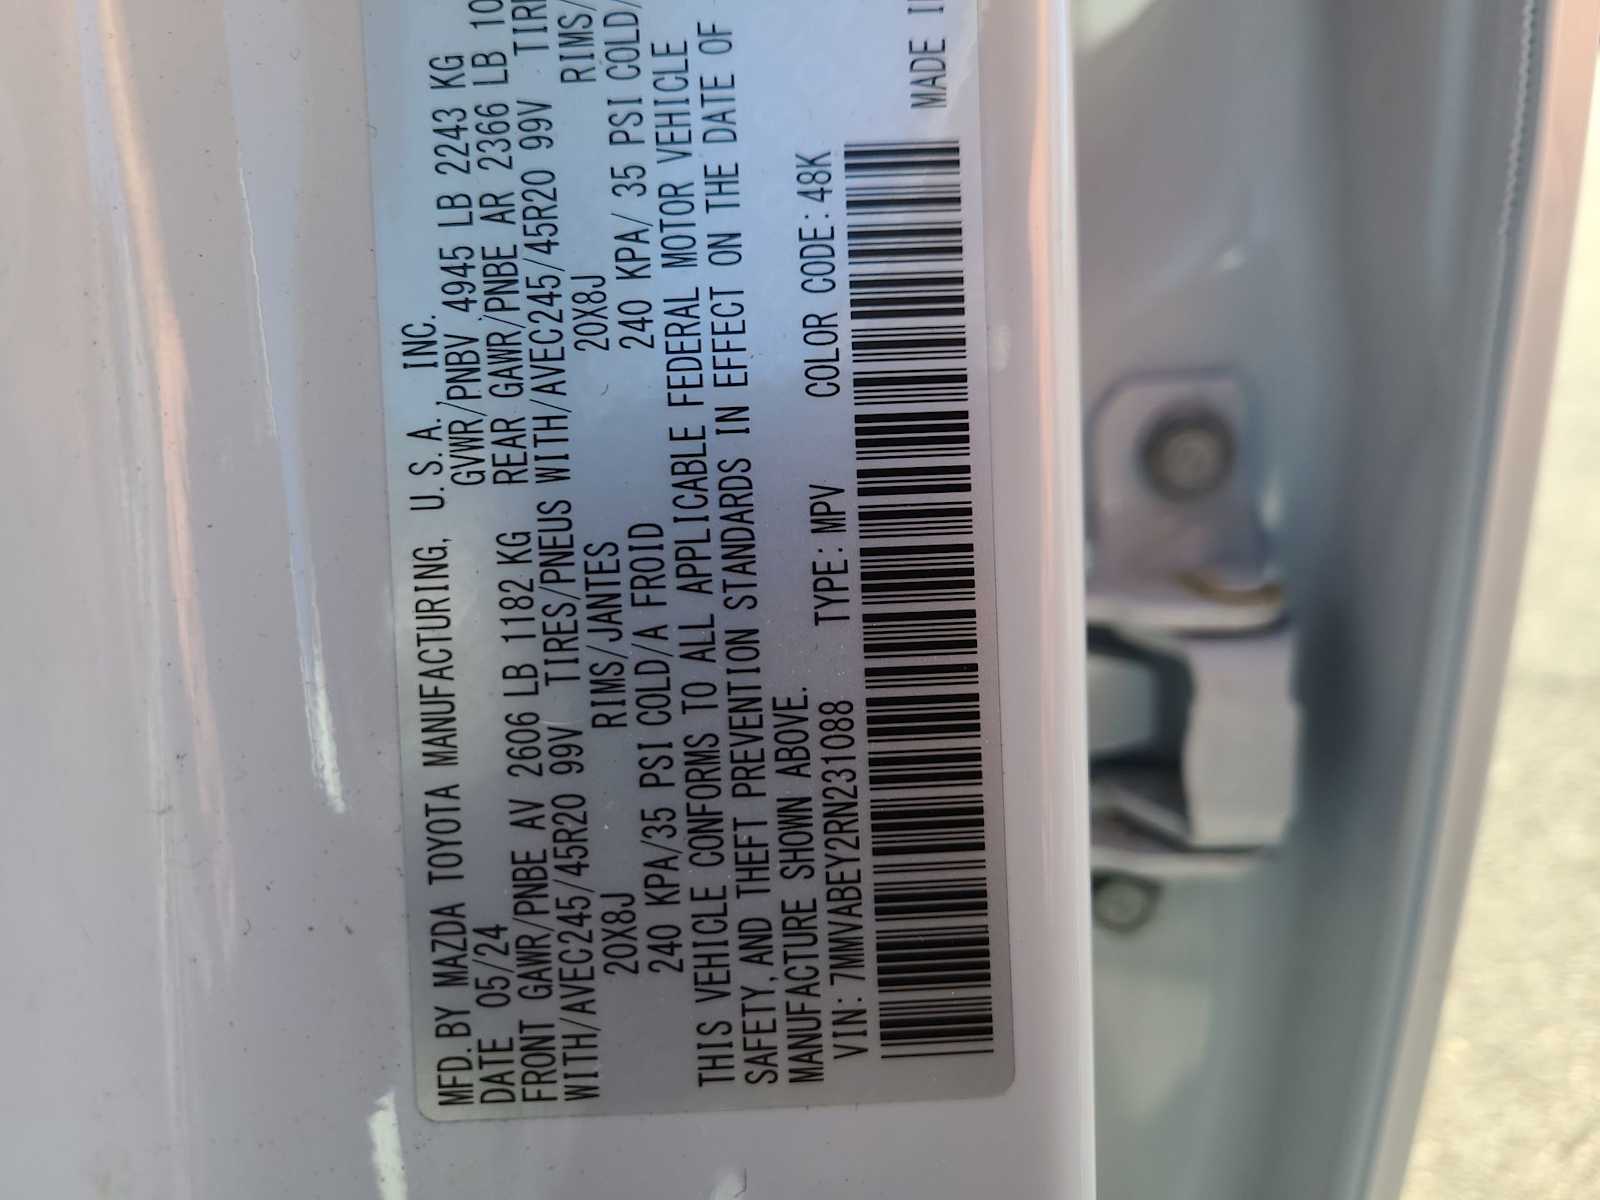 MFD. BY MAZDA TOYOTA MANUFACTURING, U.S.A., INC.
DATE 05/24 GVWR/PNBV 4945 LB 2243 KG
FRONT GAWR/PNBE AV 2606 LB 1182 KG REAR GAWR/PNBE AR 2366 LB 10
WITH/AVEC245/45R20 99V TIRES/PNEUS WITH/AVEC245/45R20 99V TIRE
20X8J RIMS/JANTES 20X8J RIMS/
240 KPA/35 PSI COLD/A FROID 240 KPA/ 35 PSI COLD/
THIS VEHICLE CONFORMS TO ALL APPLICABLE FEDERAL MOTOR VEHICLE
SAFETY, AND THEFT PREVENTION STANDARDS IN EFFECT ON THE DATE OF
MANUFACTURE SHOWN ABOVE.
VIN: 7MMVABEY2RN231088 TYPE: MPV COLOR CODE: 48K
MADE I